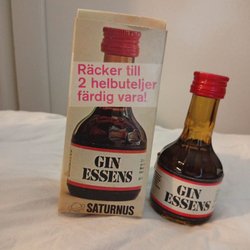 Räcker till
2 helbuteljer
färdig vara!
GIN
ESSENS
SATURNUS
GIN
ESSENS